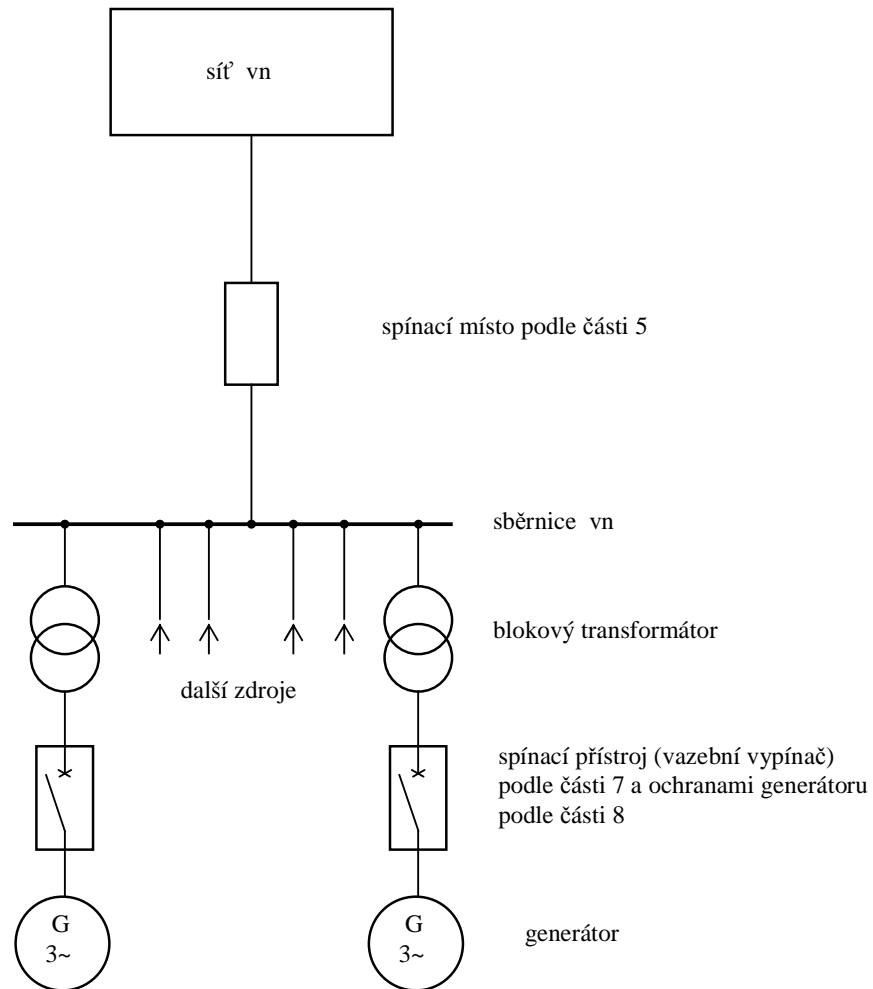 síť vn
spínací místo podle části 5
sběrnice vn
blokový transformátor
další zdroje
spínací přístroj (vazební vypínač)
podle části 7 a ochranami generátoru
podle části 8
G
3~
G
3~
generátor